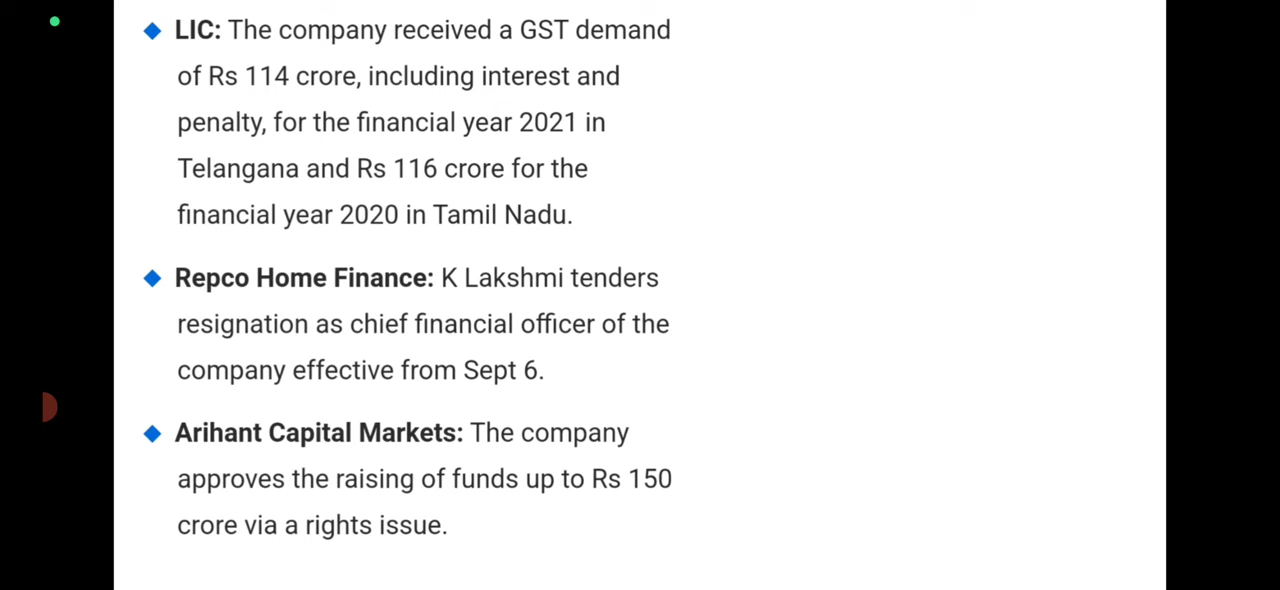 LIC: The company received a GST demand
of Rs 114 crore, including interest and
penalty, for the financial year 2021 in
Telangana and Rs 116 crore for the
financial year 2020 in Tamil Nadu.
Repco Home Finance: K Lakshmi tenders
resignation as chief financial officer of the
company effective from Sept 6.
Arihant Capital Markets: The company
approves the raising of funds up to Rs 150
crore via a rights issue.